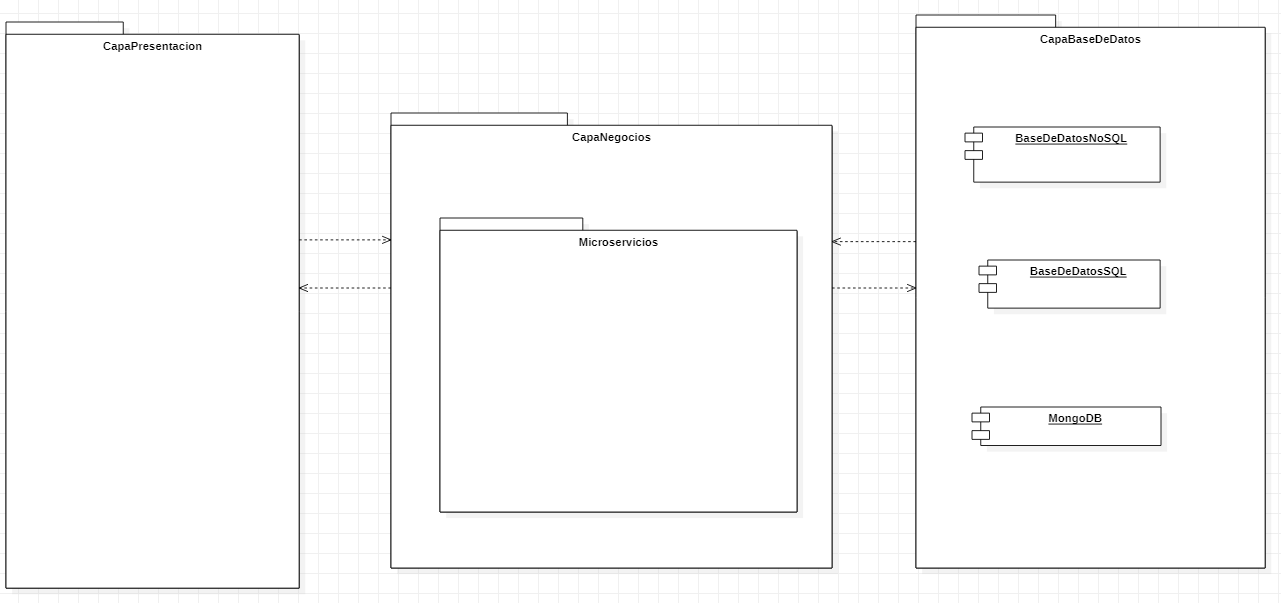 CapaPresentacion
CapaNegocios
Microservicios
CapaBaseDeDatos
BaseDeDatosNoSQL
BaseDeDatosSQL
MongoDB